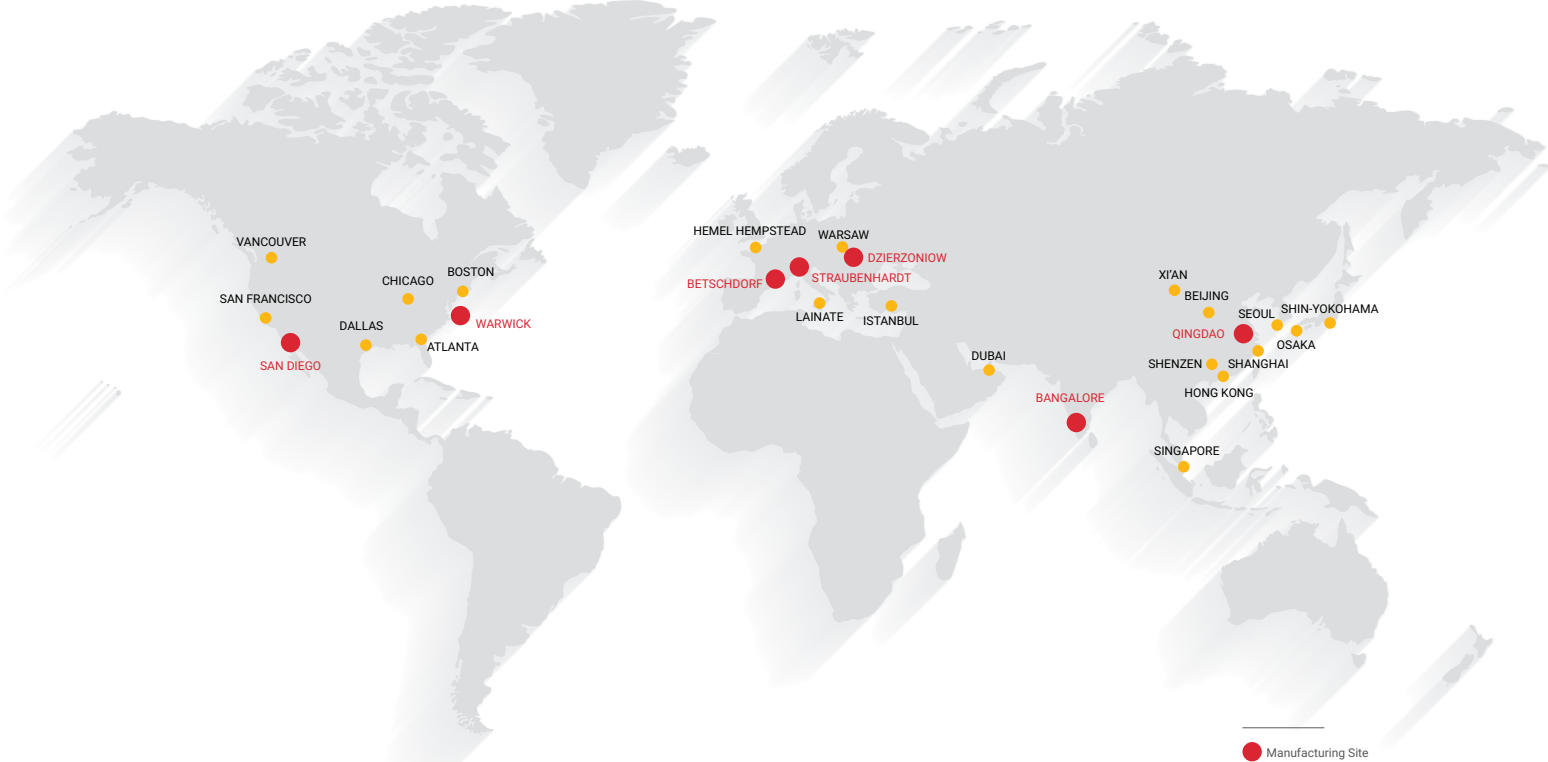 VANCOUVER
CHICAGO
BOSTON
SAN FRANCISCO
DALLAS
WARWICK
ATLANTA
SAN DIEGO
HEMEL HEMPSTEAD
WARSAW
DZIERZONIOW
BETSCHDORF
STRAUBENHARDT
LAINATE
ISTANBUL
DUBAI
BANGALORE
XI'AN
BEIJING
SEOUL
SHIN-YOKOHAMA
QINGDAO
OSAKA
SHENZEN
SHANGHAI
HONG KONG
SINGAPORE
Manufacturing Site